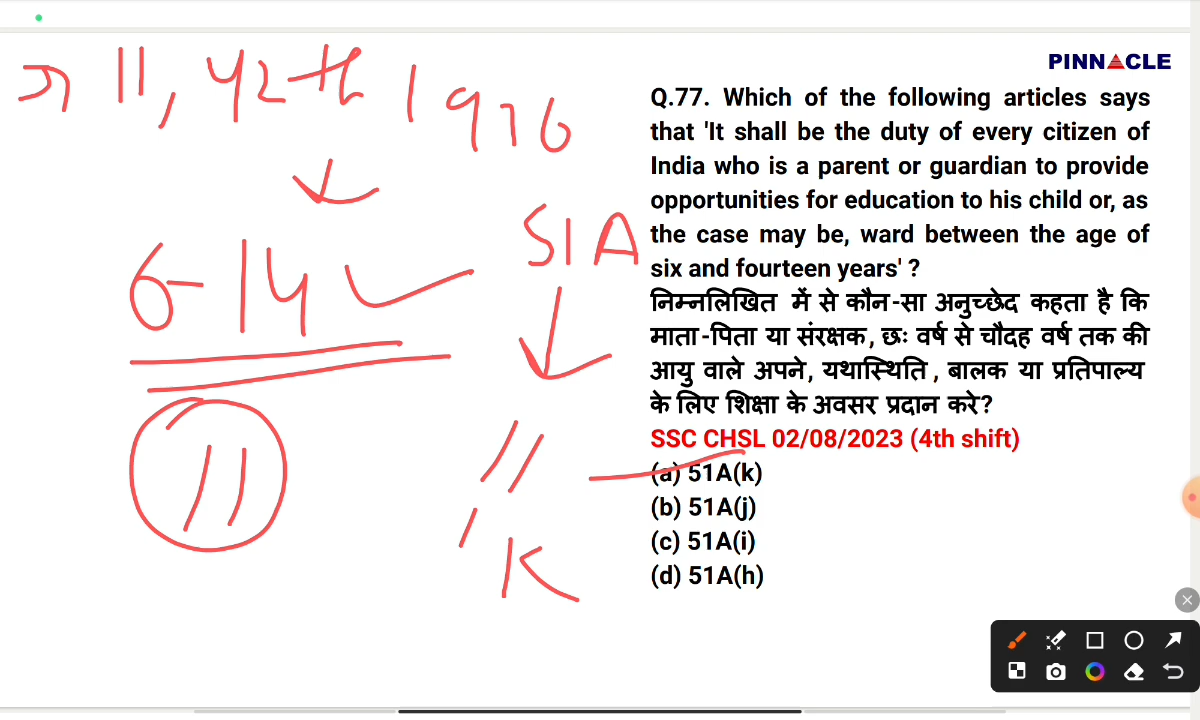 11, 42th 1976
6-14
51A
11
11
K
PINNACLE
Q.77. Which of the following articles says
that 'It shall be the duty of every citizen of
India who is a parent or guardian to provide
opportunities for education to his child or, as
the case may be, ward between the age of
six and fourteen years' ?
निम्नलिखित में से कौन-सा अनुच्छेद कहता है कि
माता-पिता या संरक्षक, छः वर्ष से चौदह वर्ष तक की
आयु वाले अपने, यथास्थिति, बालक या प्रतिपाल्य
के लिए शिक्षा के अवसर प्रदान करे?
SSC CHSL 02/08/2023 (4th shift)
(a) 51A(k)
(b) 51A(j)
(c) 51A(i)
(d) 51A(h)